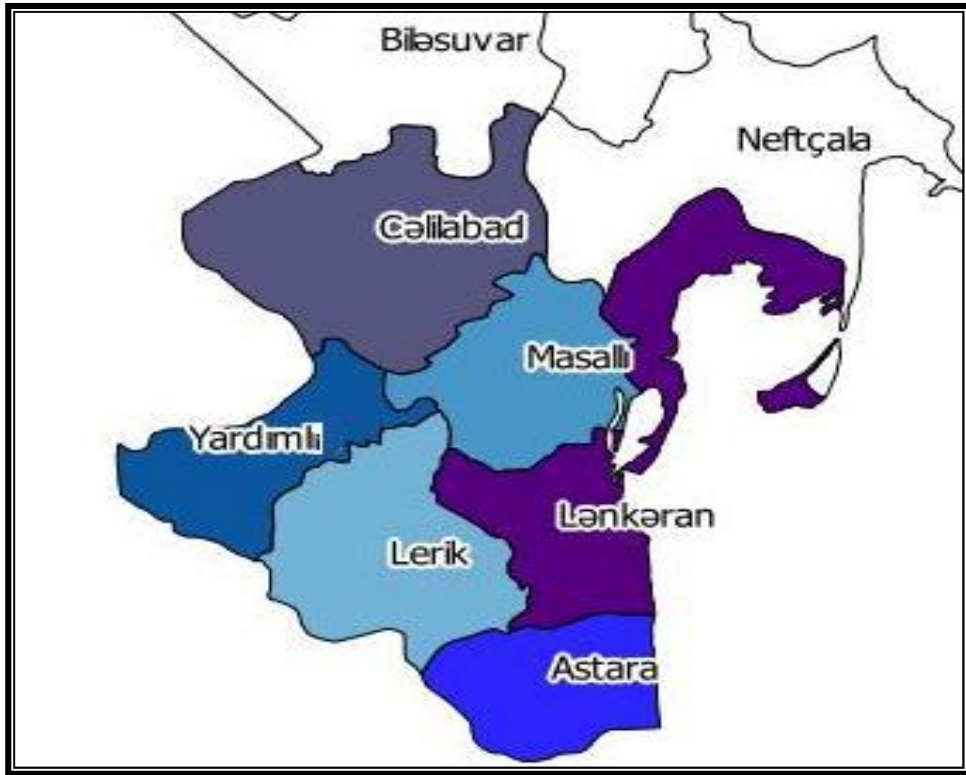 Biləsuvar
Neftçala
Cəlilabad
Masallı
Yardımlı
Lənkəran
Lerik
Astara